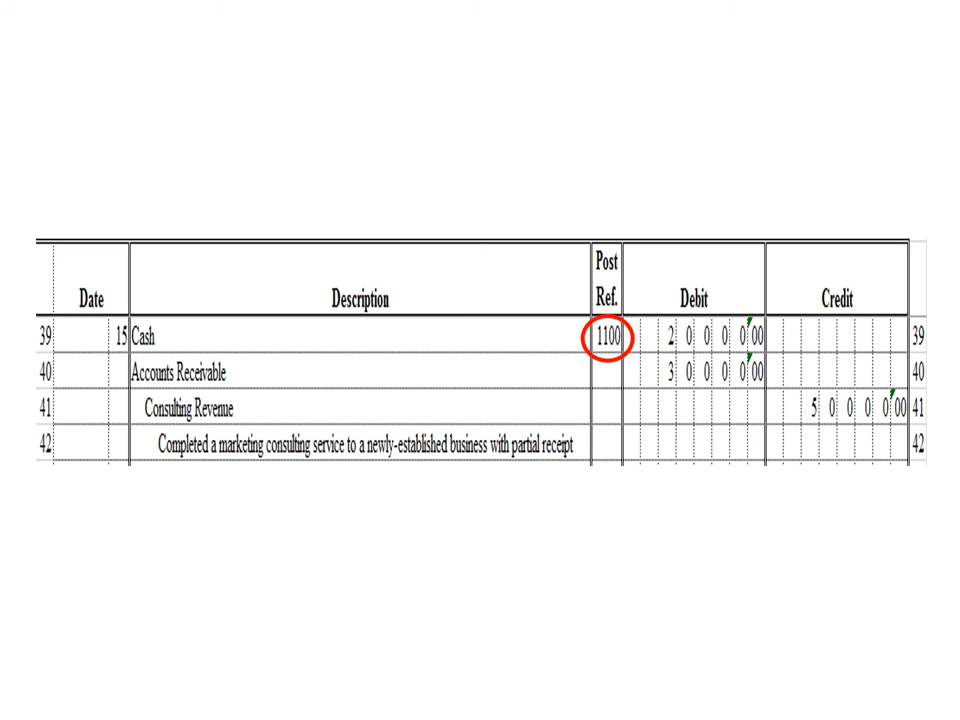 Date Description Post Ref. Debit Credit
39 15 Cash 1100 2 0 0 0 0 00 39
40 Accounts Receivable 3 0 0 0 0 00 40
41 Consulting Revenue 5 0 0 0 0 00 41
42 Completed a marketing consulting service to a newly-established business with partial receipt 42